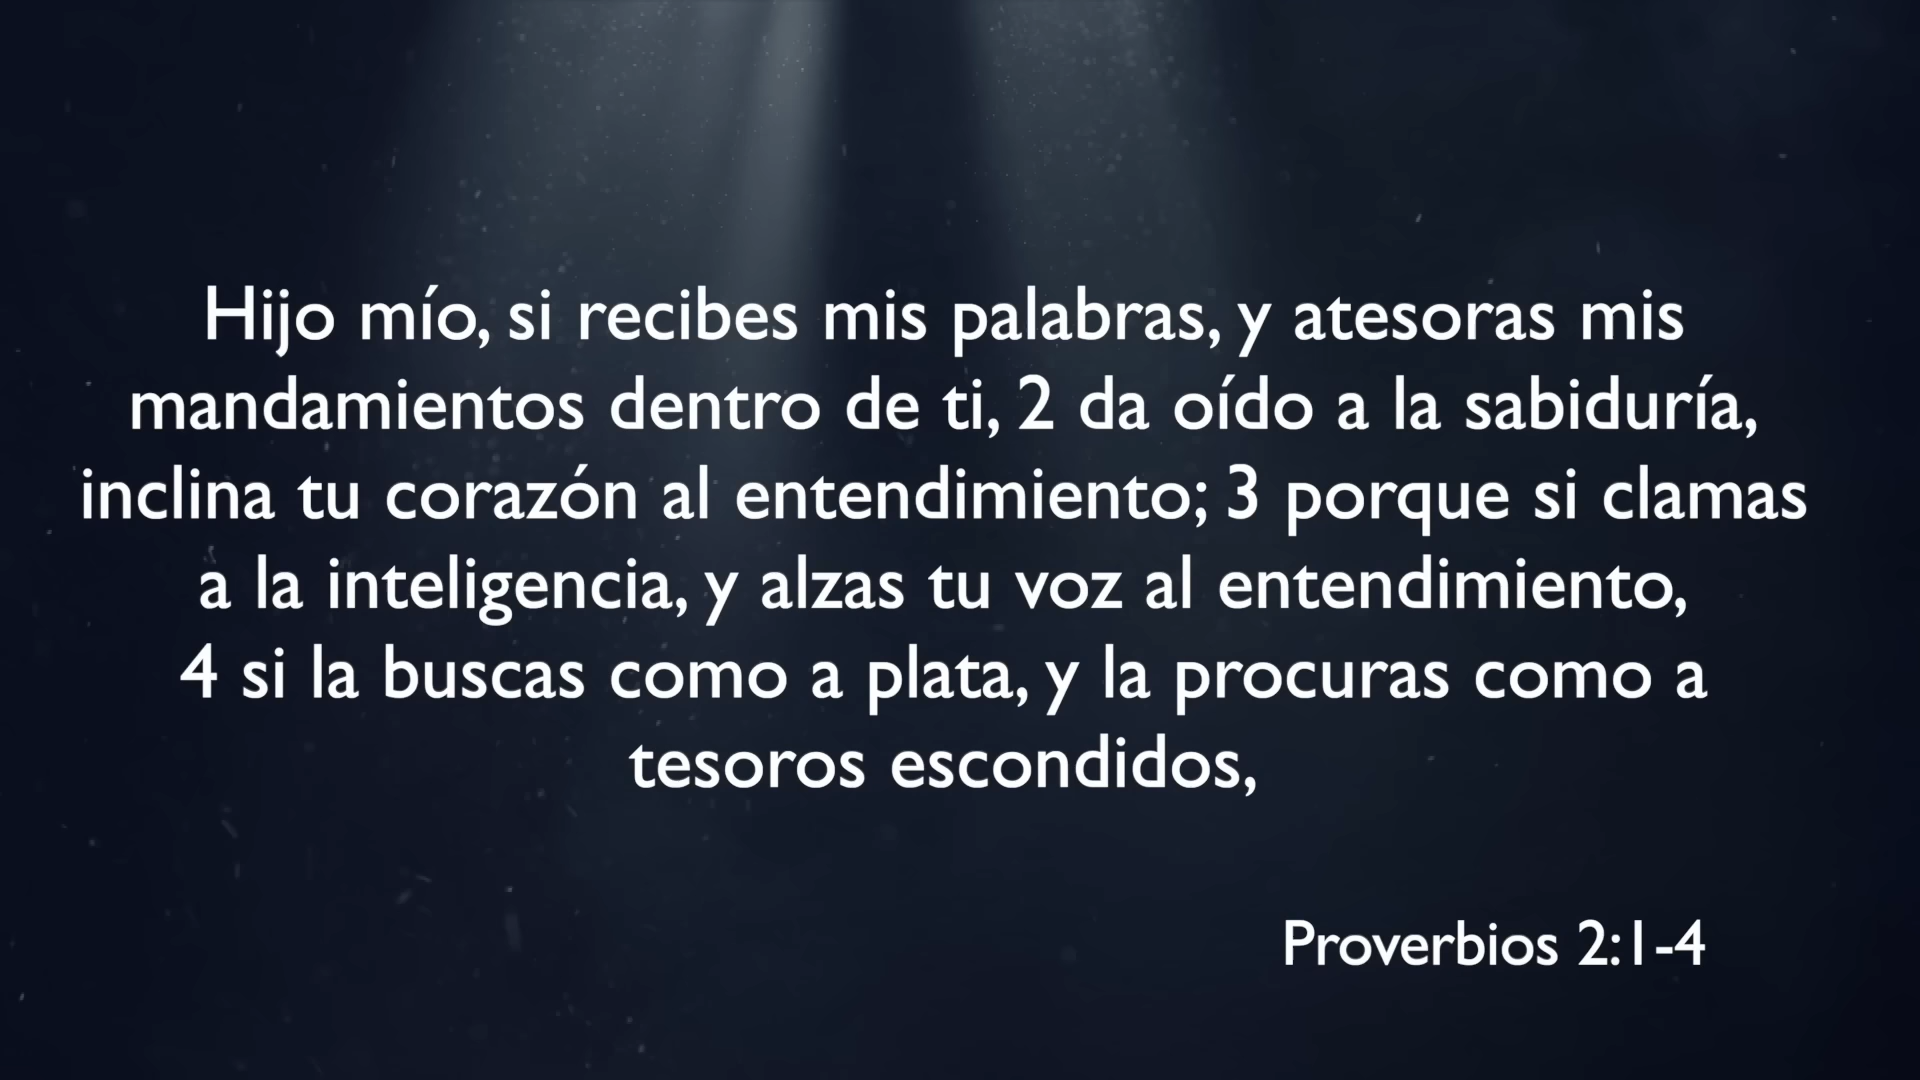 Hijo mío, si recibes mis palabras, y atesoras mis
mandamientos dentro de ti, 2 da oído a la sabiduría,
inclina tu corazón al entendimiento; 3 porque si clamas
a la inteligencia, y alzas tu voz al entendimiento,
4 si la buscas como a plata, y la procuras como a
tesoros escondidos,
Proverbios 2:1-4